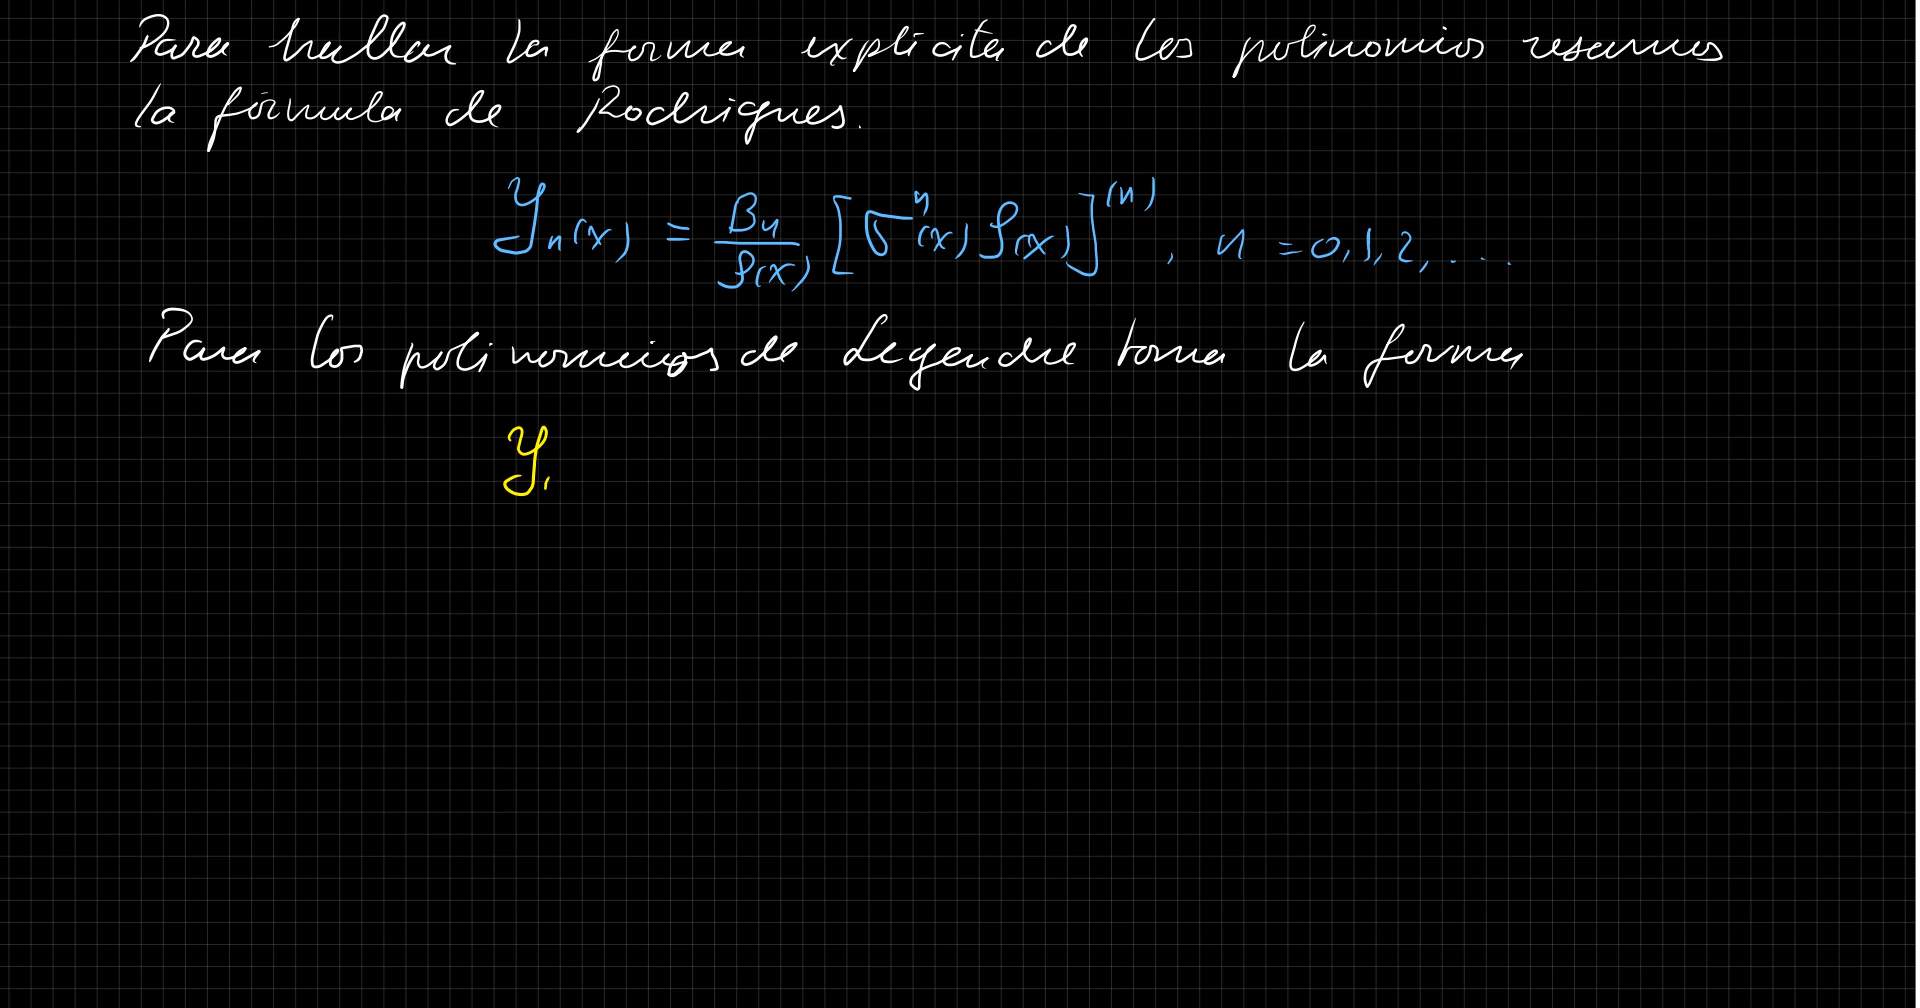 Para hallar la forma explícita de los polinomios usamos
la fórmula de Rodrigues.
y_n(x) = B_n / ρ(x) [σ^n(x) ρ(x)]^(n), n = 0, 1, 2, ...
Para los polinomios de Legendre toma la forma
y